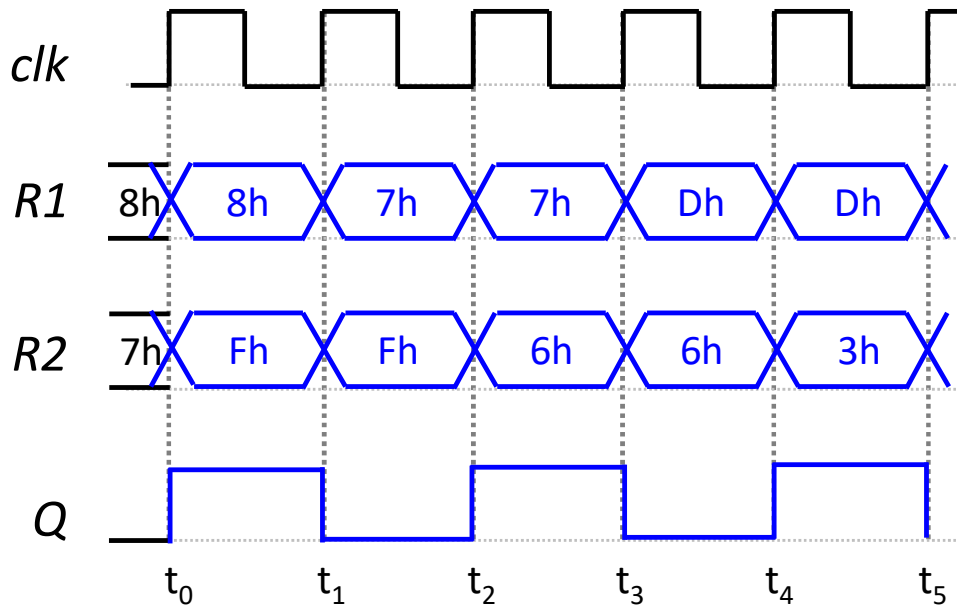 clk
R1 8h 8h 7h 7h Dh Dh
R2 7h Fh Fh 6h 6h 3h
Q
t₀ t₁ t₂ t₃ t₄ t₅